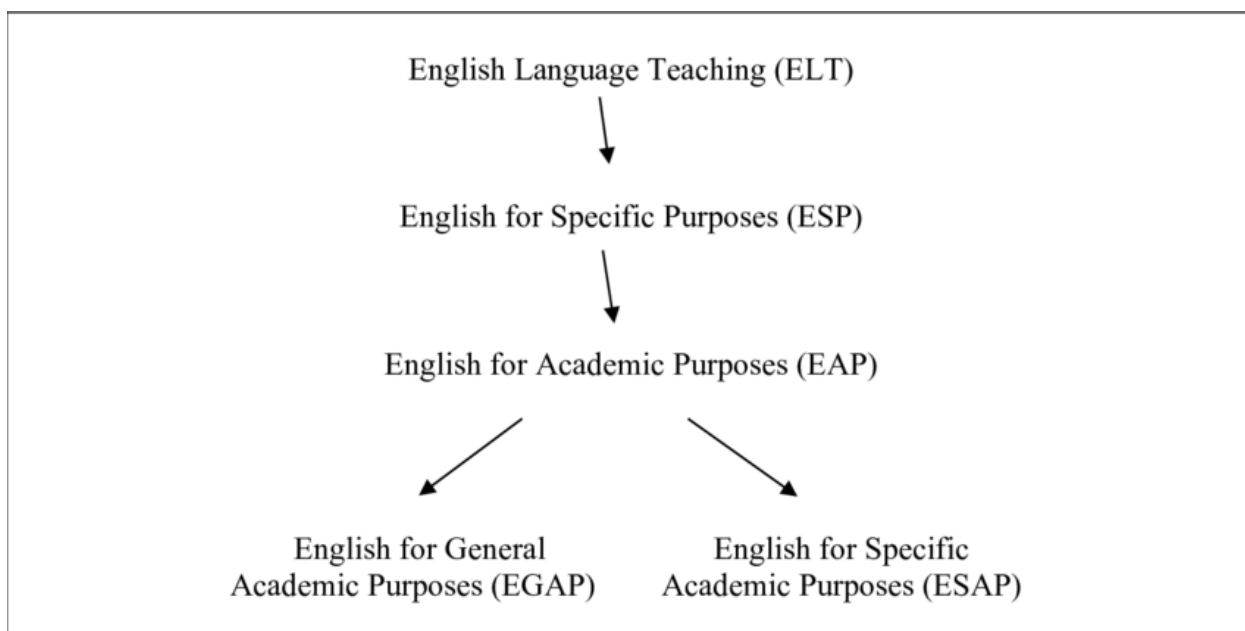 English Language Teaching (ELT)
English for Specific Purposes (ESP)
English for Academic Purposes (EAP)
English for General
Academic Purposes (EGAP)
English for Specific
Academic Purposes (ESAP)